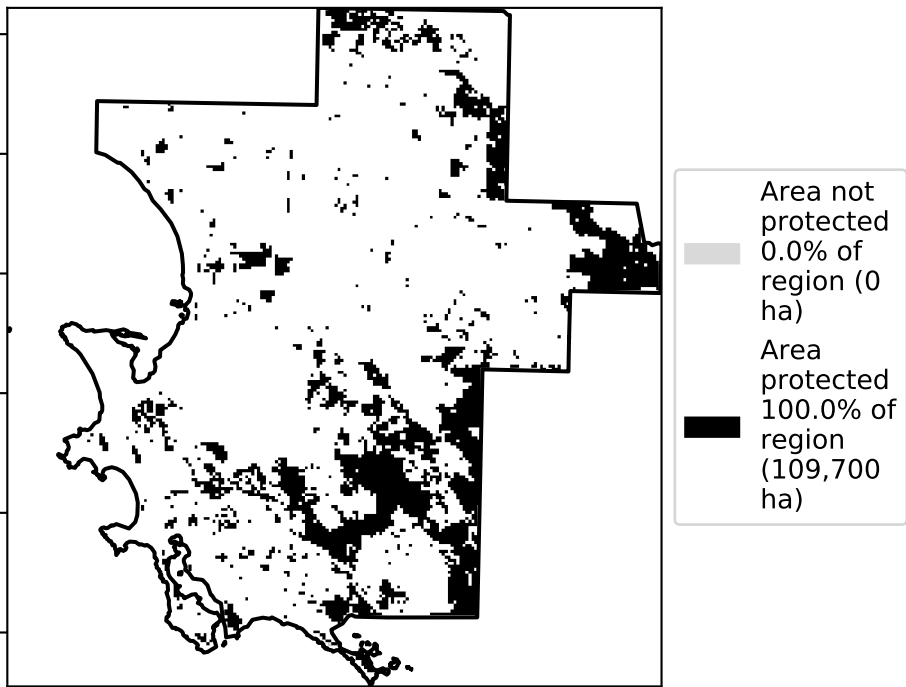 Area not
protected
0.0% of
region (0
ha)
Area
protected
100.0% of
region
(109,700
ha)